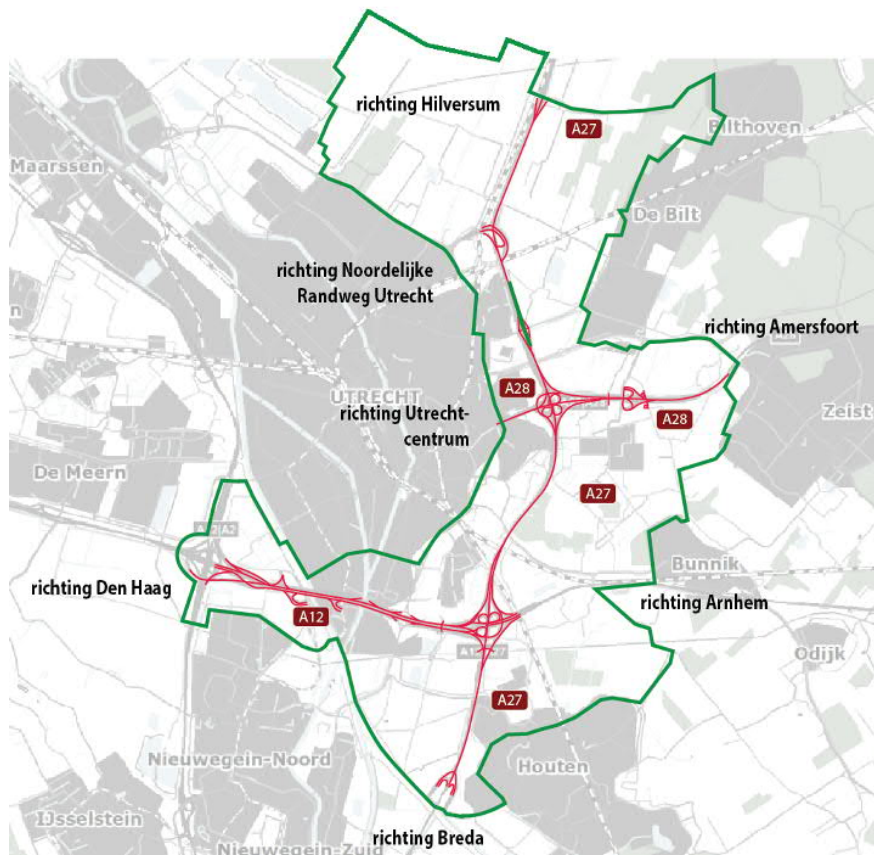 richting Hilversum
A27
Bilthoven
Maarssen
De Bilt
richting Noordelijke
Randweg Utrecht
richting Amersfoort
A28
UTRECHT
richting Utrecht-
centrum
A28
Zeist
De Meern
A27
Bunnik
richting Den Haag
richting Arnhem
A12
Odijk
A27
Nieuwegein-Noord
Houten
IJsselstein
richting Breda
Nieuwegein-Zuid